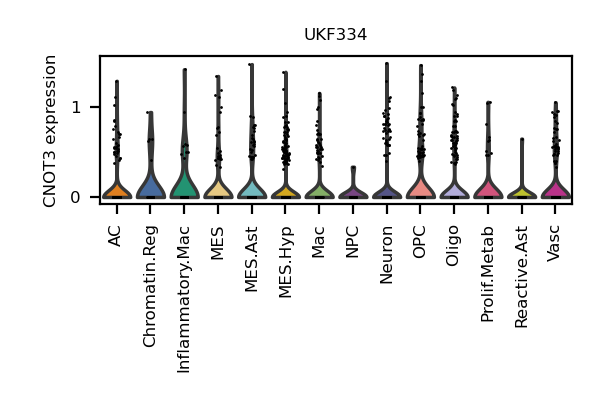 UKF334
CNOT3 expression
1
0
AC
Chromatin.Reg
Inflammatory.Mac
MES
MES.Ast
MES.Hyp
Mac
NPC
Neuron
OPC
Oligo
Prolif.Metab
Reactive.Ast
Vasc